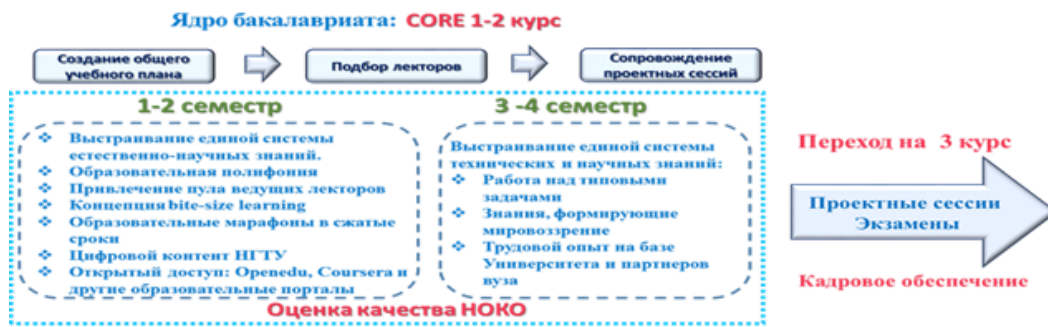 Ядро бакалавриата: CORE 1-2 курс
Создание общего
учебного плана
Подбор лекторов
Сопровождение
проектных сессий
1-2 семестр
❖ Выстраивание единой системы
естественно-научных знаний.
❖ Образовательная полифония
❖ Привлечение пула ведущих лекторов
❖ Концепция bite-size learning
❖ Образовательные марафоны в сжатые
сроки
❖ Цифровой контент НГТУ
❖ Открытый доступ: Openedu, Coursera и
другие образовательные порталы
3 -4 семестр
Выстраивание единой системы
технических и научных знаний:
❖ Работа над типовыми
задачами
❖ Знания, формирующие
мировоззрение
❖ Трудовой опыт на базе
Университета и партнеров
вуза
Оценка качества НОКО
Переход на 3 курс
Проектные сессии
Экзамены
Кадровое обеспечение